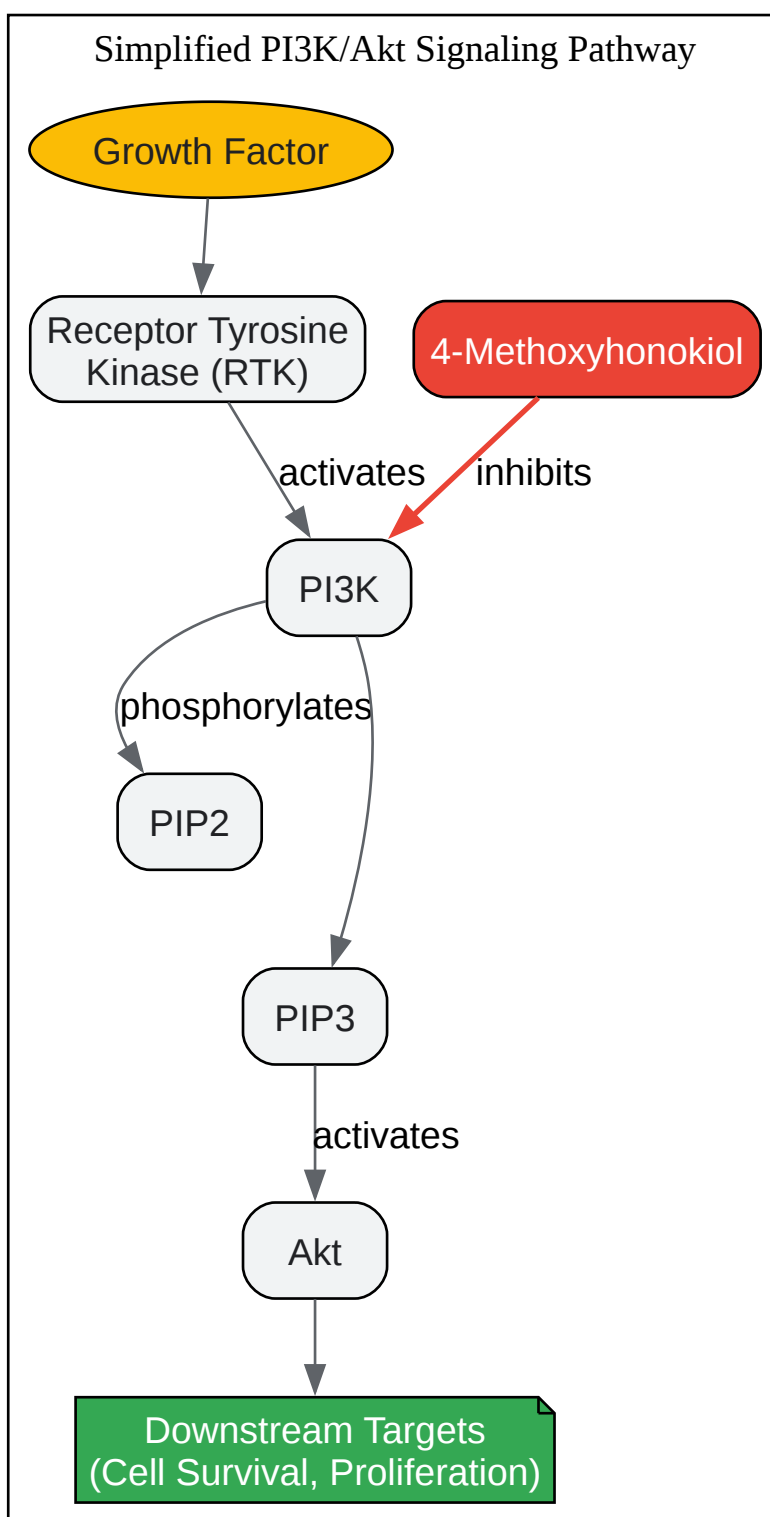 Simplified PI3K/Akt Signaling Pathway
Growth Factor
Receptor Tyrosine
Kinase (RTK)
4-Methoxyhonokiol
activates
inhibits
PI3K
phosphorylates
PIP2
PIP3
activates
Akt
Downstream Targets
(Cell Survival, Proliferation)